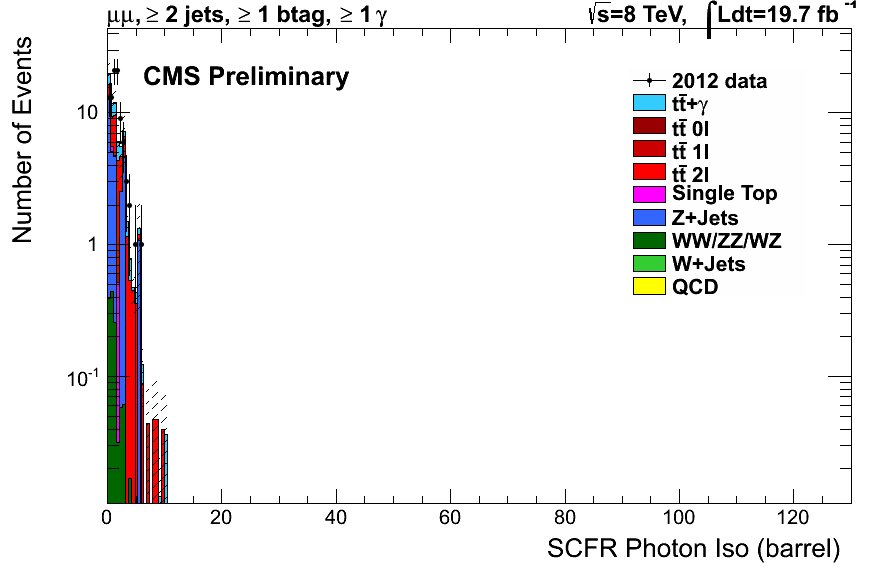 μμ, ≥ 2 jets, ≥ 1 btag, ≥ 1 γ
√s=8 TeV, ∫Ldt=19.7 fb⁻¹
CMS Preliminary
2012 data
tt̄+γ
tt̄ 0l
tt̄ 1l
tt̄ 2l
Single Top
Z+Jets
WW/ZZ/WZ
W+Jets
QCD
Number of Events
10
1
10⁻¹
0 20 40 60 80 100 120
SCFR Photon Iso (barrel)